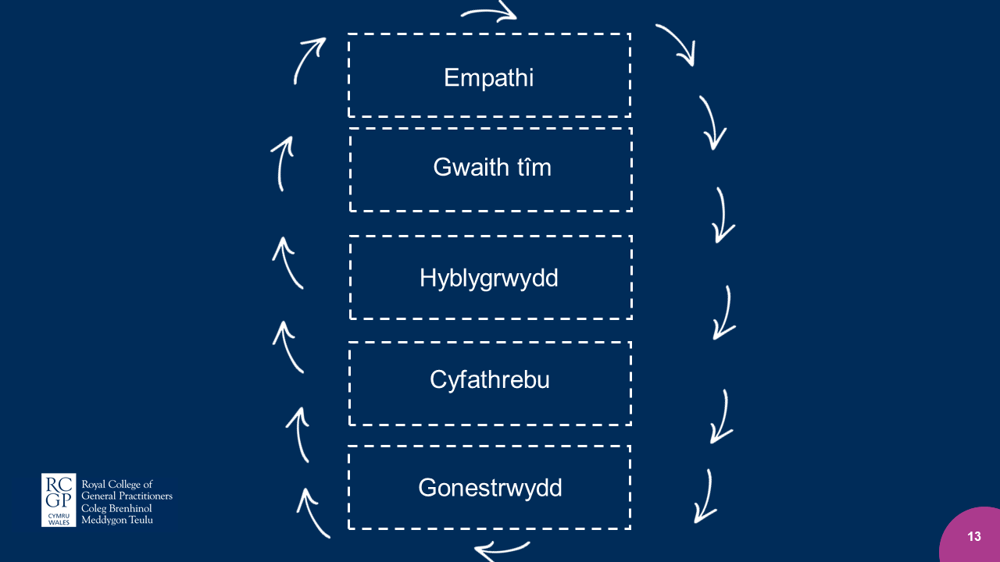 Empathi
Gwaith tîm
Hyblygrwydd
Cyfathrebu
Gonestrwydd
RC
GP
CYMRU
WALES
Royal College of
General Practitioners
Coleg Brenhinol
Meddygon Teulu
13